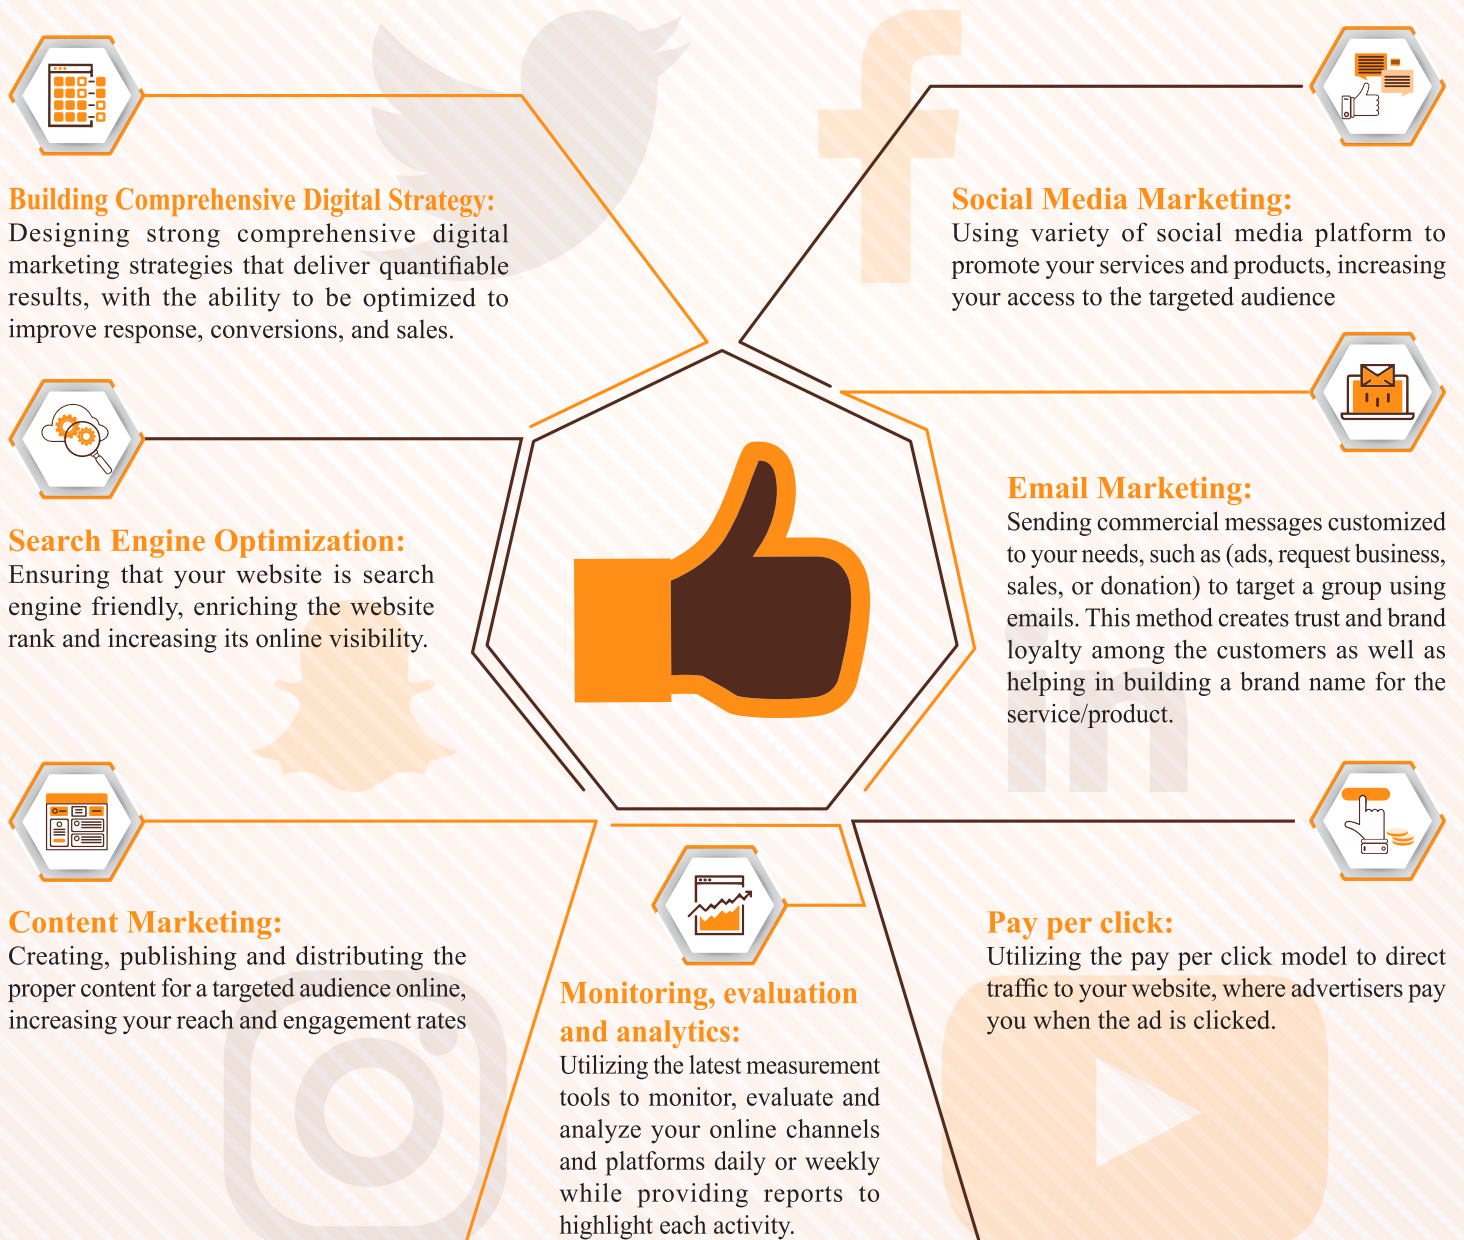 Building Comprehensive Digital Strategy:
Designing strong comprehensive digital
marketing strategies that deliver quantifiable
results, with the ability to be optimized to
improve response, conversions, and sales.
Social Media Marketing:
Using variety of social media platform to
promote your services and products, increasing
your access to the targeted audience
Search Engine Optimization:
Ensuring that your website is search
engine friendly, enriching the website
rank and increasing its online visibility.
Email Marketing:
Sending commercial messages customized
to your needs, such as (ads, request business,
sales, or donation) to target a group using
emails. This method creates trust and brand
loyalty among the customers as well as
helping in building a brand name for the
service/product.
Content Marketing:
Creating, publishing and distributing the
proper content for a targeted audience online,
increasing your reach and engagement rates
Monitoring, evaluation
and analytics:
Utilizing the latest measurement
tools to monitor, evaluate and
analyze your online channels
and platforms daily or weekly
while providing reports to
highlight each activity.
Pay per click:
Utilizing the pay per click model to direct
traffic to your website, where advertisers pay
you when the ad is clicked.